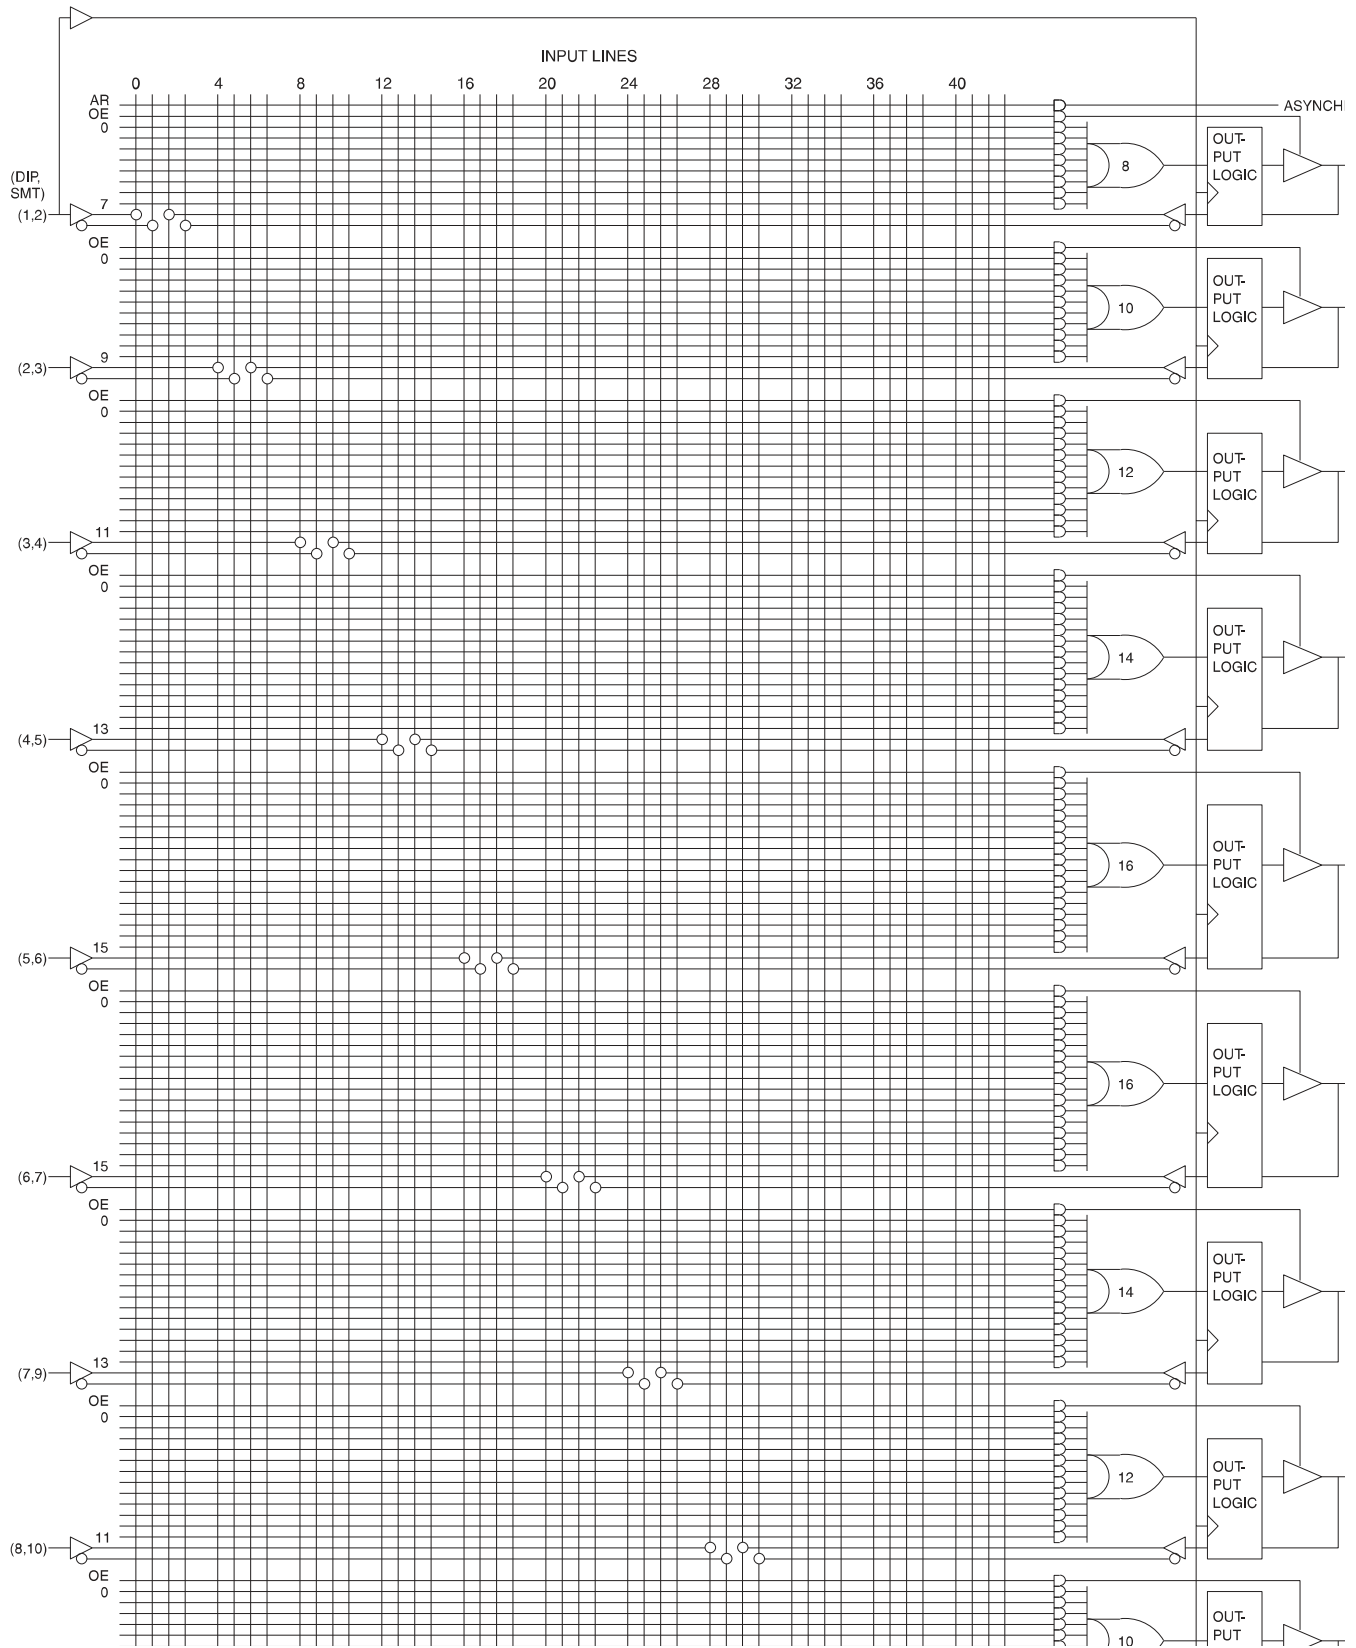 INPUT LINES
0 4 8 12 16 20 24 28 32 36 40
AR
OE
0
ASYNCH
8
OUT-
PUT
LOGIC
(DIP,
SMT)
7
(1,2)
OE
0
10
OUT-
PUT
LOGIC
9
(2,3)
OE
0
12
OUT-
PUT
LOGIC
11
(3,4)
OE
0
14
OUT-
PUT
LOGIC
13
(4,5)
OE
0
16
OUT-
PUT
LOGIC
15
(5,6)
OE
0
16
OUT-
PUT
LOGIC
15
(6,7)
OE
0
14
OUT-
PUT
LOGIC
13
(7,9)
OE
0
12
OUT-
PUT
LOGIC
11
(8,10)
OE
0
10
OUT-
PUT